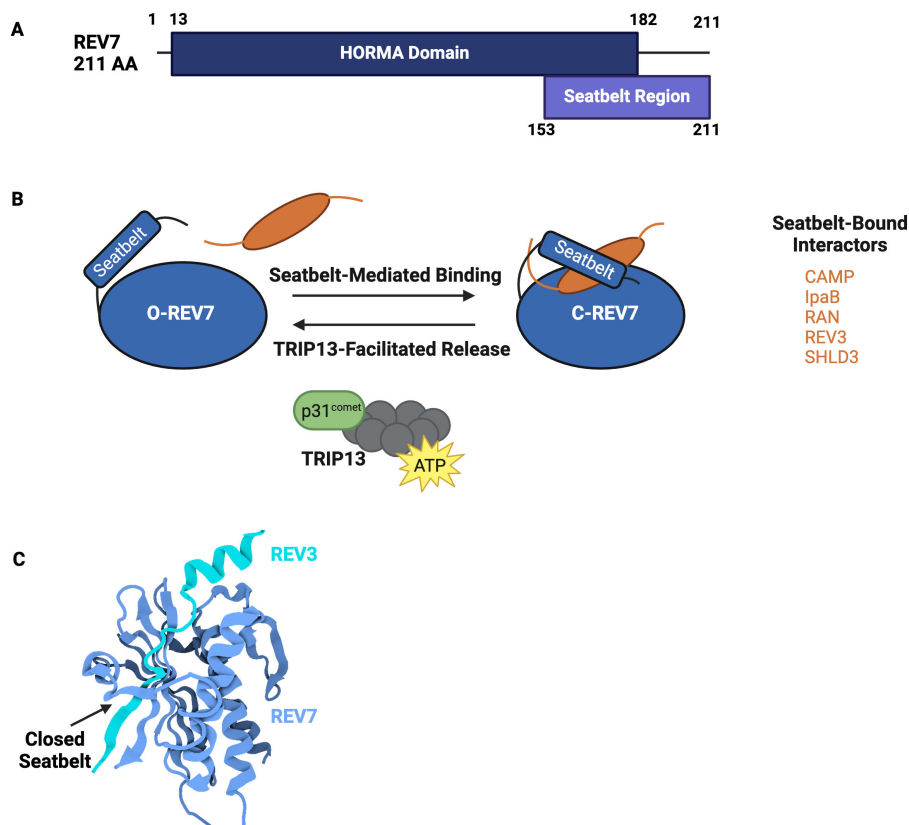 A
1 13 182 211
REV7
211 AA
HORMA Domain
Seatbelt Region
153 211
B
Seatbelt
O-REV7
Seatbelt-Mediated Binding
TRIP13-Facilitated Release
Seatbelt
C-REV7
Seatbelt-Bound
Interactors
CAMP
IpaB
RAN
REV3
SHLD3
p31comet
TRIP13
ATP
C
REV3
REV7
Closed
Seatbelt